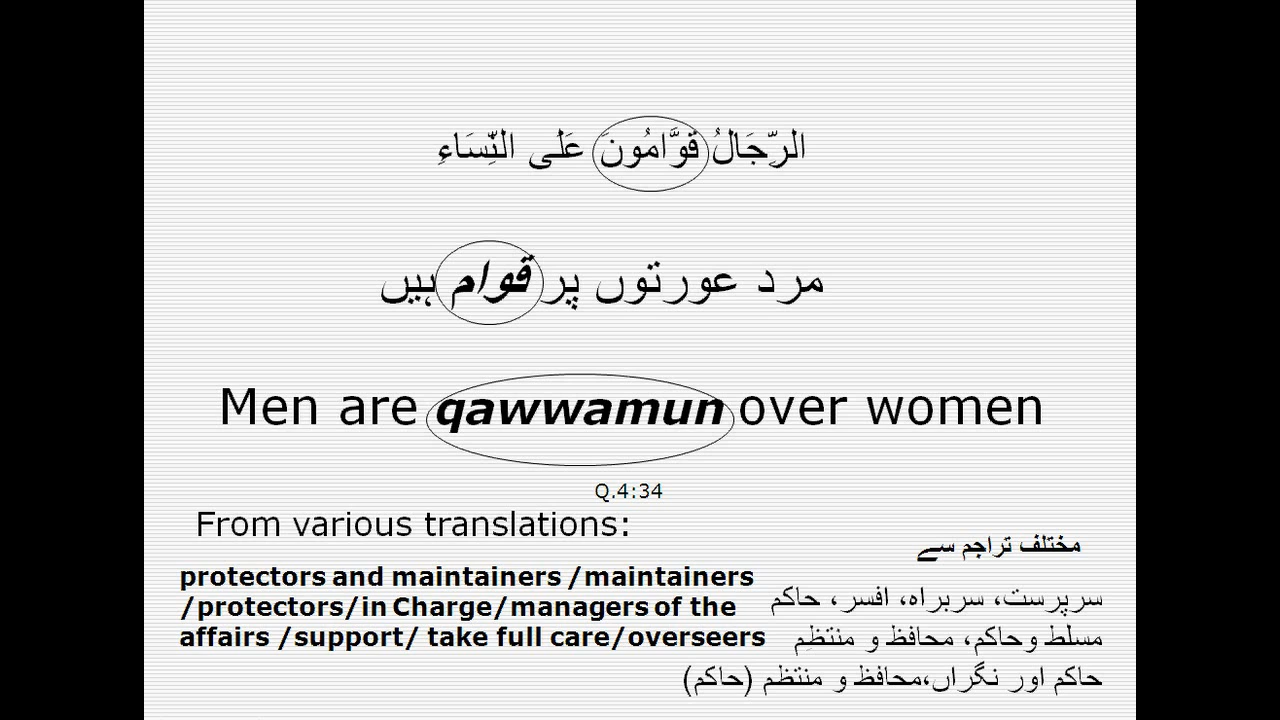 الرِّجَالُ قَوَّامُونَ عَلَى النِّسَاءِ
مرد عورتوں پر قوام ہیں
Men are qawwamun over women
Q.4:34
From various translations:
protectors and maintainers /maintainers
/protectors/in Charge/managers of the
affairs /support/ take full care/overseers
مختلف تراجم سے
سرپرست، سربراہ، افسر، حاکم
مسلط وحاکم، محافظ و منتظِم
حاکم اور نگراں،محافظ و منتظم (حاکم)